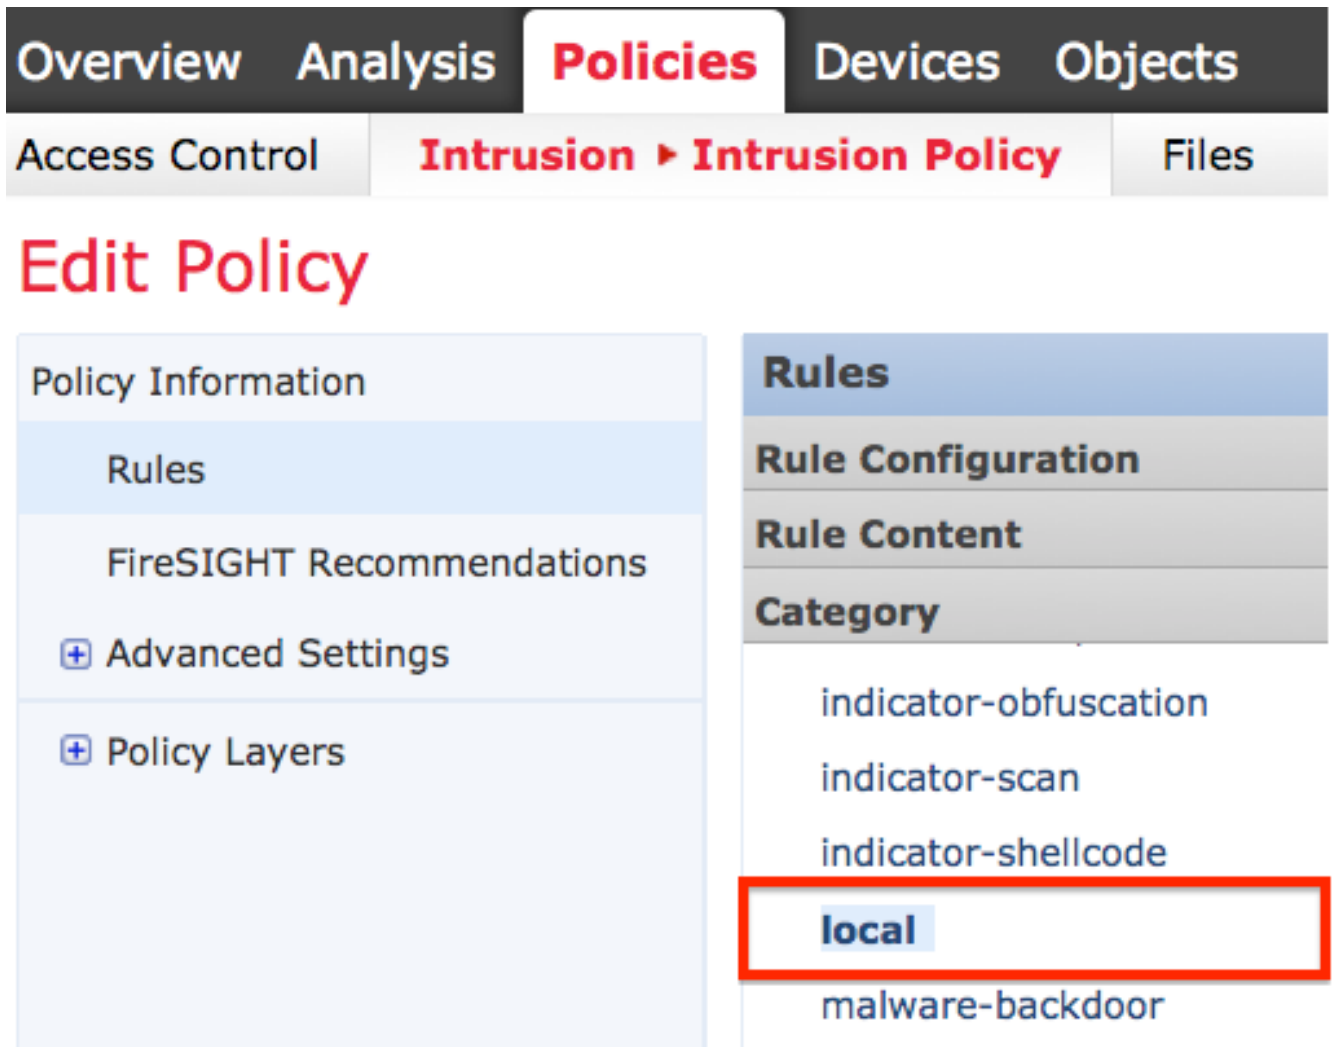 Overview Analysis Policies Devices Objects
Access Control Intrusion ▸ Intrusion Policy Files
Edit Policy
Policy Information
Rules
FireSIGHT Recommendations
Advanced Settings
Policy Layers
Rules
Rule Configuration
Rule Content
Category
indicator-obfuscation
indicator-scan
indicator-shellcode
local
malware-backdoor